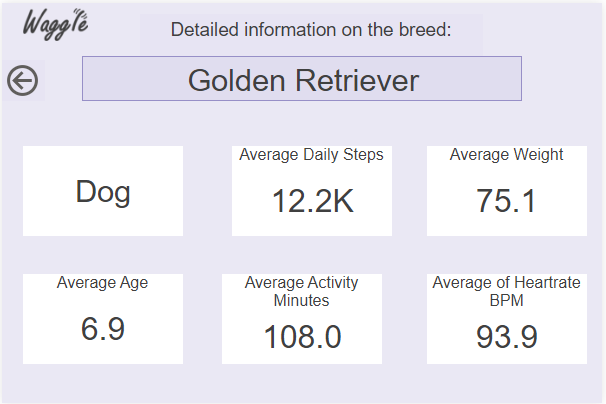 Waggle
Detailed information on the breed:
Golden Retriever
Dog
Average Daily Steps
12.2K
Average Weight
75.1
Average Age
6.9
Average Activity
Minutes
108.0
Average of Heartrate
BPM
93.9